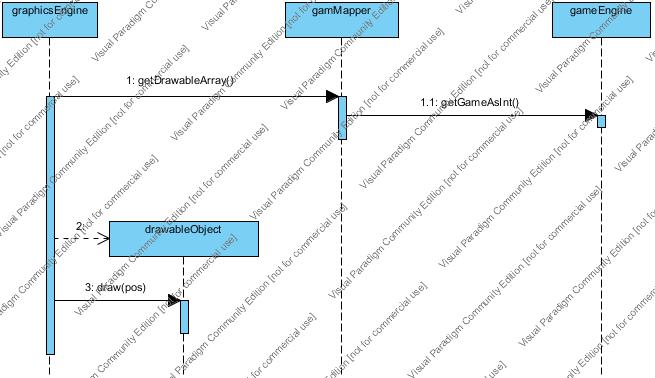 graphicsEngine
gamMapper
gameEngine
1: getDrawableArray()
1.1: getGameAsInt()
2:
drawableObject
3: draw(pos)
Visual Paradigm Community Edition [not for commercial use]